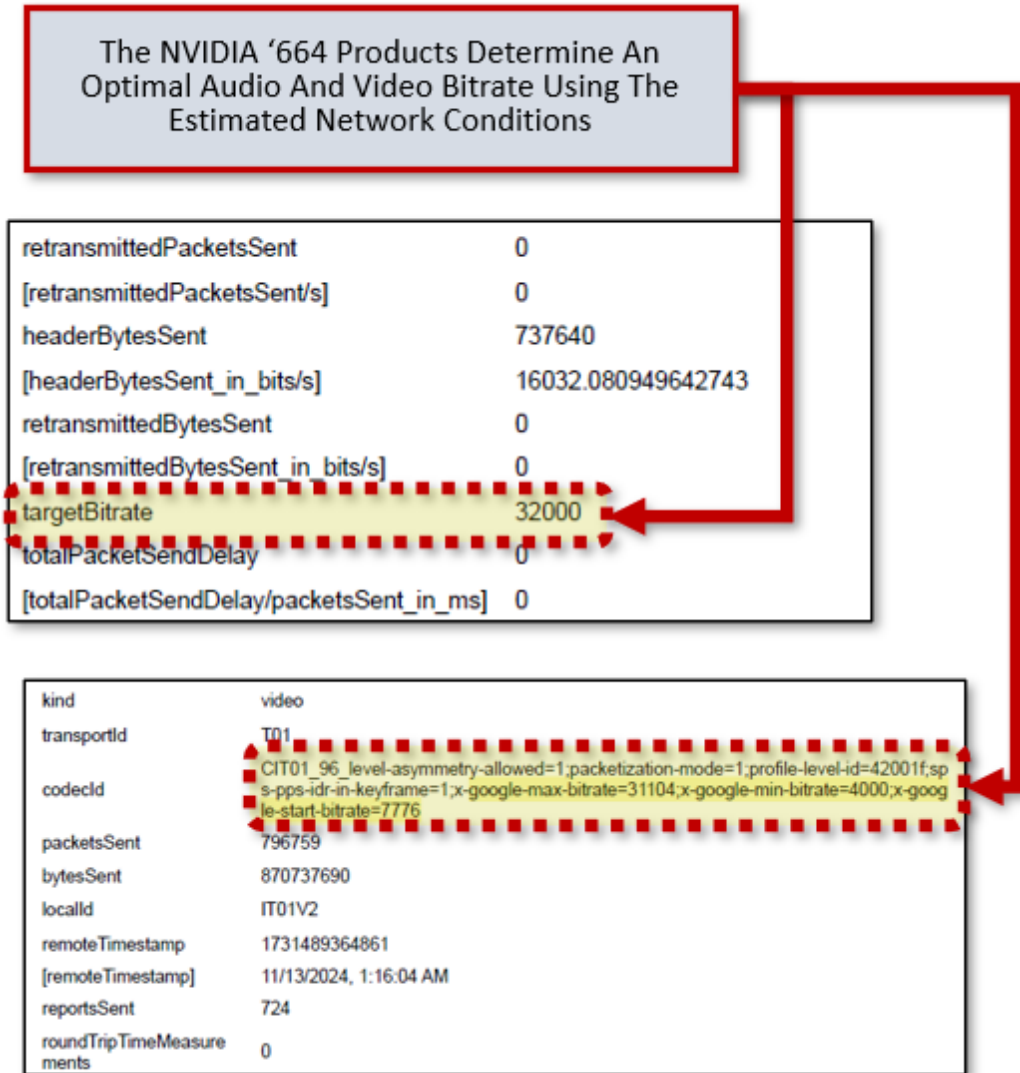 The NVIDIA ‘664 Products Determine An
Optimal Audio And Video Bitrate Using The
Estimated Network Conditions
retransmittedPacketsSent 0
[retransmittedPacketsSent/s] 0
headerBytesSent 737640
[headerBytesSent_in_bits/s] 16032.080949642743
retransmittedBytesSent 0
[retransmittedBytesSent_in_bits/s] 0
targetBitrate 32000
totalPacketSendDelay 0
[totalPacketSendDelay/packetsSent_in_ms] 0
kind video
transportId T01
codecId CIT01_96_level-asymmetry-allowed=1;packetization-mode=1;profile-level-id=42001f;sp
s-pps-idr-in-keyframe=1;x-google-max-bitrate=31104;x-google-min-bitrate=4000;x-goog
le-start-bitrate=7776
packetsSent 796759
bytesSent 870737690
localId IT01V2
remoteTimestamp 1731489364861
[remoteTimestamp] 11/13/2024, 1:16:04 AM
reportsSent 724
roundTripTimeMeasure
ments 0